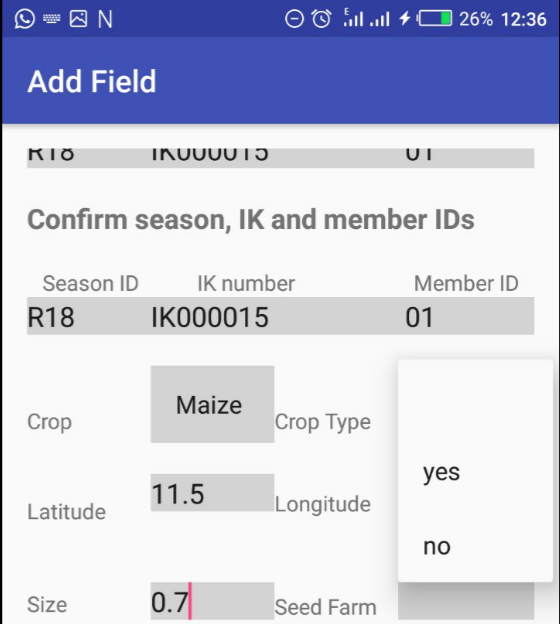 26% 12:36
Add Field
R18 IK000015 01
Confirm season, IK and member IDs
Season ID IK number Member ID
R18 IK000015 01
Crop Maize Crop Type
yes
Latitude 11.5 Longitude
no
Size 0.7 Seed Farm